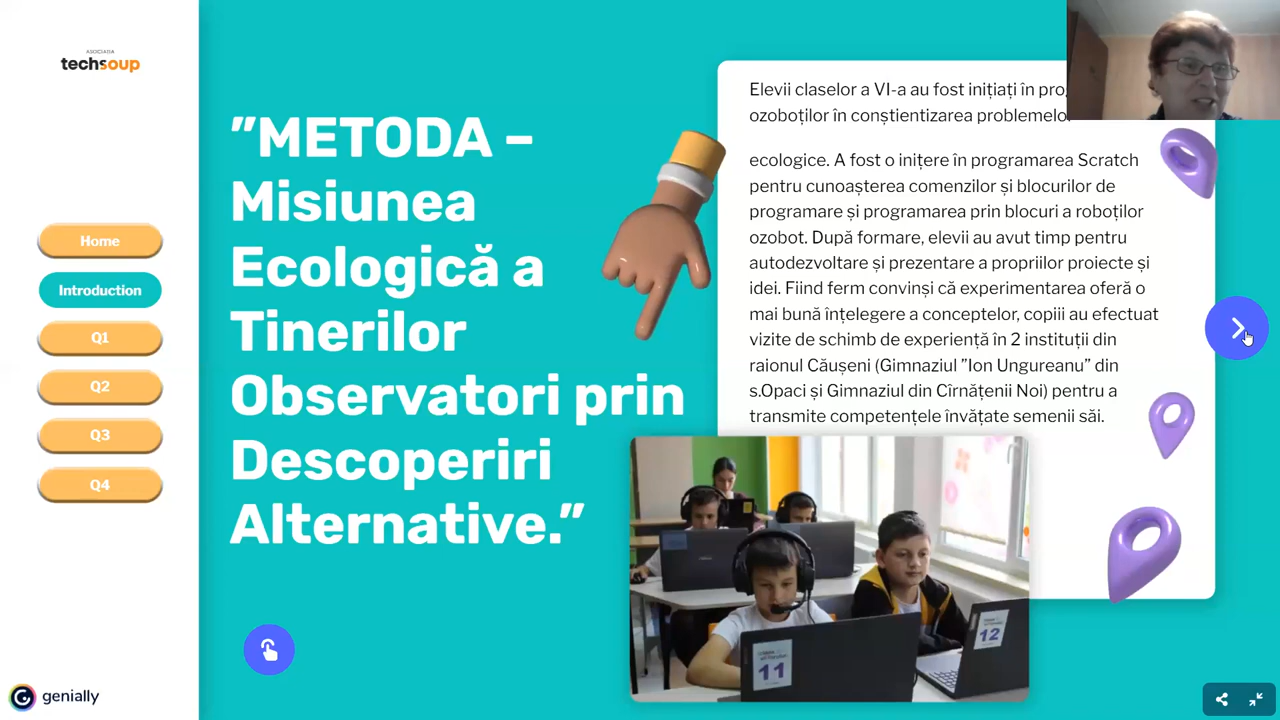 ASOCIAȚIA
techsoup
Home
Introduction
Q1
Q2
Q3
Q4
”METODA –
Misiunea
Ecologică a
Tinerilor
Observatori prin
Descoperiri
Alternative.”
Elevii claselor a VI-a au fost inițiați în
ozoboților în conștientizarea
ecologice. A fost o inițere în programarea Scratch
pentru cunoașterea comenzilor și blocurilor de
programare și programarea prin blocuri a roboților
ozobot. După formare, elevii au avut timp pentru
autodezvoltare și prezentare a propriilor proiecte și
idei. Fiind ferm convinși că experimentarea oferă o
mai bună înțelegere a conceptelor, copiii au efectuat
vizite de schimb de experiență în 2 instituții din
raionul Căușeni (Gimnaziul ”Ion Ungureanu” din
s.Opaci și Gimnaziul din Cîrnățenii Noi) pentru a
transmite competențele învățate semenii săi.
11
12
genially